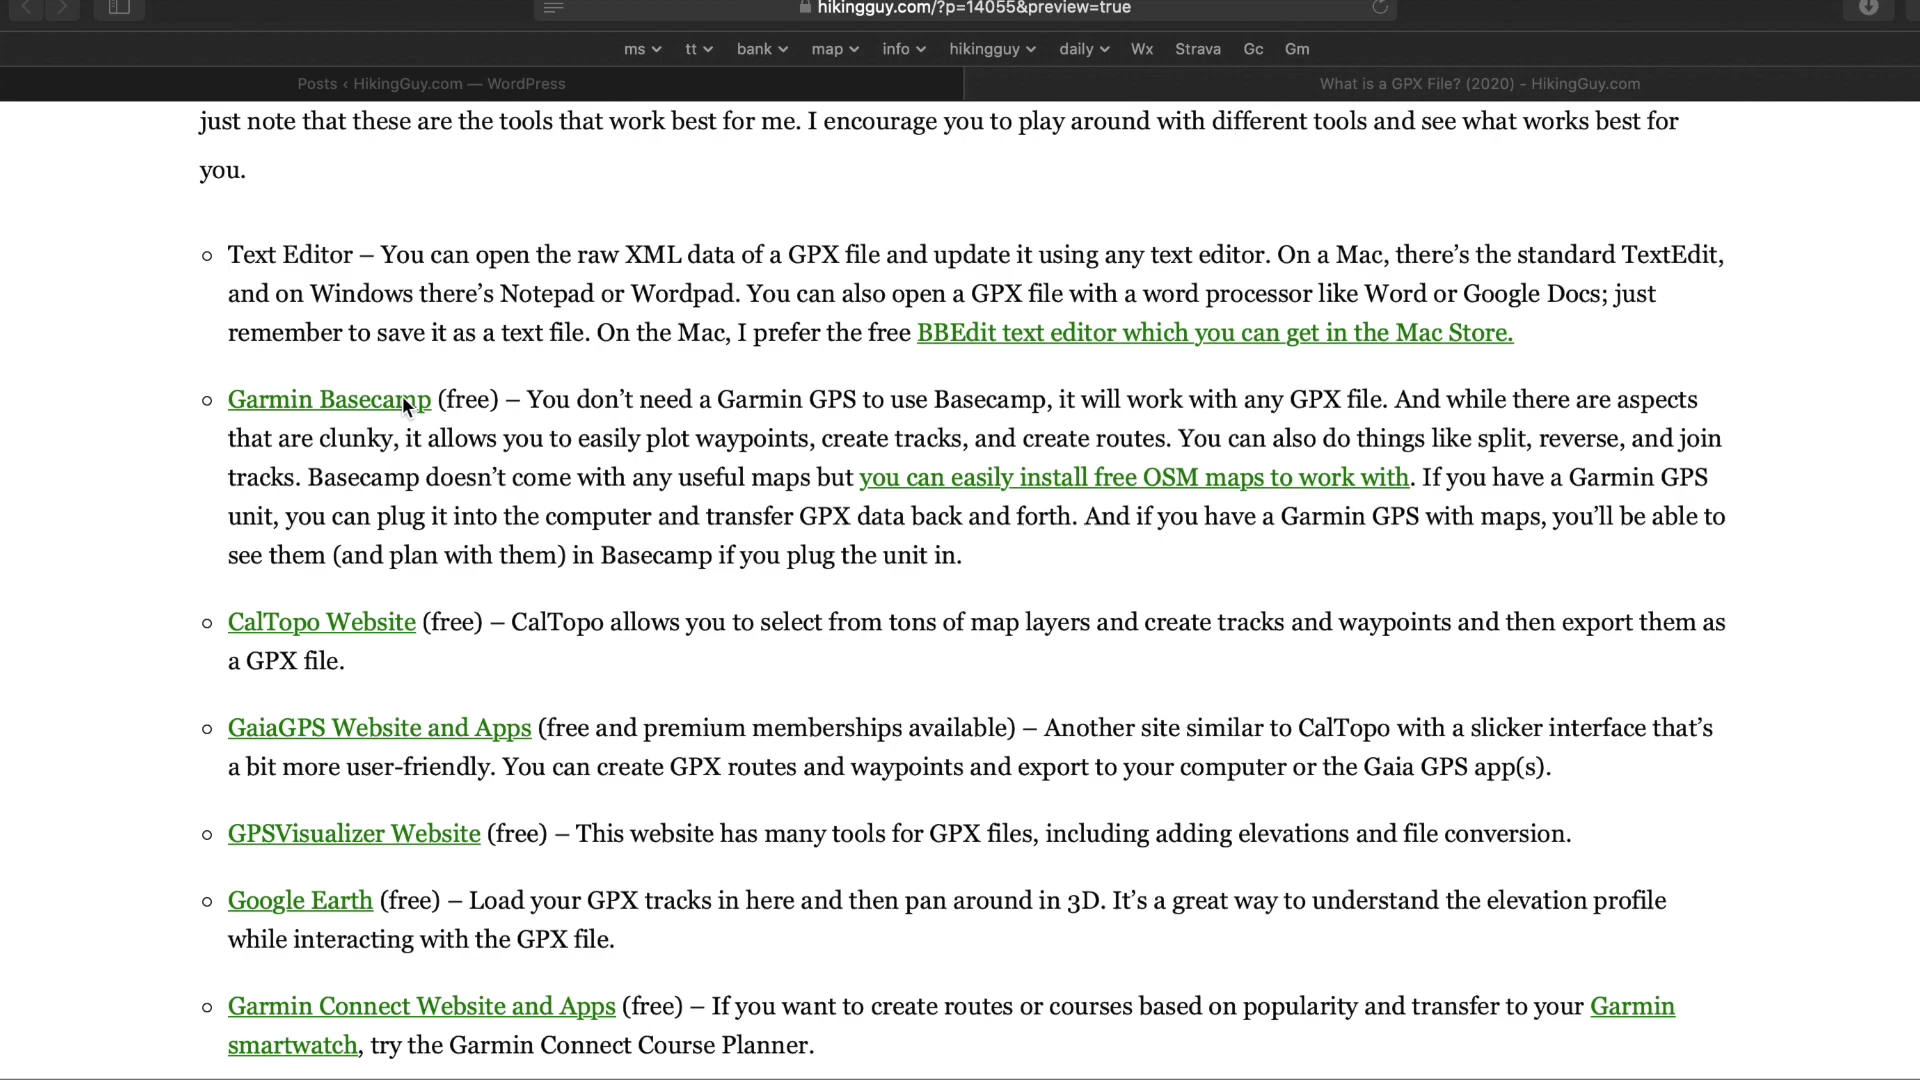 hikingguy.com/?p=14055&preview=true
ms tt bank map info hikingguy daily Wx Strava Gc Gm
Posts ‹ HikingGuy.com — WordPress What is a GPX File? (2020) - HikingGuy.com
just note that these are the tools that work best for me. I encourage you to play around with different tools and see what works best for
you.
Text Editor – You can open the raw XML data of a GPX file and update it using any text editor. On a Mac, there’s the standard TextEdit,
and on Windows there’s Notepad or Wordpad. You can also open a GPX file with a word processor like Word or Google Docs; just
remember to save it as a text file. On the Mac, I prefer the free BBEdit text editor which you can get in the Mac Store.
Garmin Basecamp (free) – You don’t need a Garmin GPS to use Basecamp, it will work with any GPX file. And while there are aspects
that are clunky, it allows you to easily plot waypoints, create tracks, and create routes. You can also do things like split, reverse, and join
tracks. Basecamp doesn’t come with any useful maps but you can easily install free OSM maps to work with. If you have a Garmin GPS
unit, you can plug it into the computer and transfer GPX data back and forth. And if you have a Garmin GPS with maps, you’ll be able to
see them (and plan with them) in Basecamp if you plug the unit in.
CalTopo Website (free) – CalTopo allows you to select from tons of map layers and create tracks and waypoints and then export them as
a GPX file.
GaiaGPS Website and Apps (free and premium memberships available) – Another site similar to CalTopo with a slicker interface that’s
a bit more user-friendly. You can create GPX routes and waypoints and export to your computer or the Gaia GPS app(s).
GPSVisualizer Website (free) – This website has many tools for GPX files, including adding elevations and file conversion.
Google Earth (free) – Load your GPX tracks in here and then pan around in 3D. It’s a great way to understand the elevation profile
while interacting with the GPX file.
Garmin Connect Website and Apps (free) – If you want to create routes or courses based on popularity and transfer to your Garmin
smartwatch, try the Garmin Connect Course Planner.